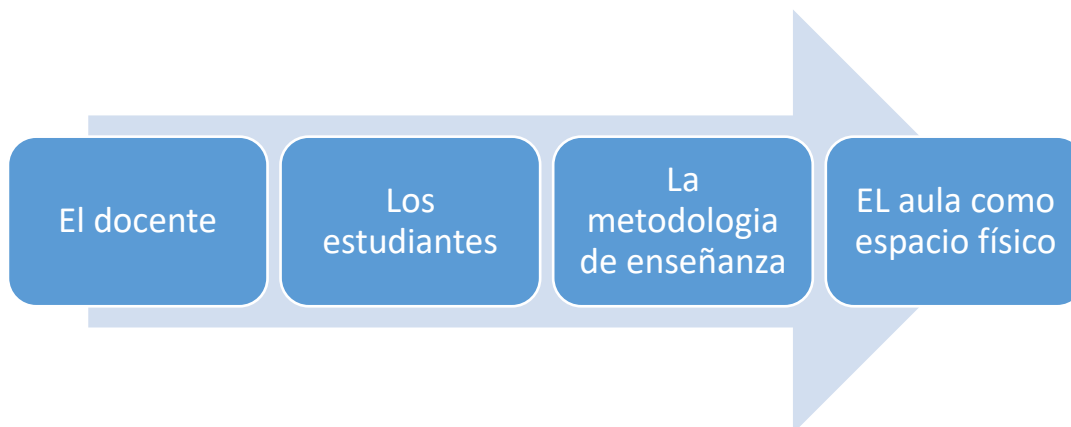 El docente
Los
estudiantes
La
metodologia
de enseñanza
EL aula como
espacio físico